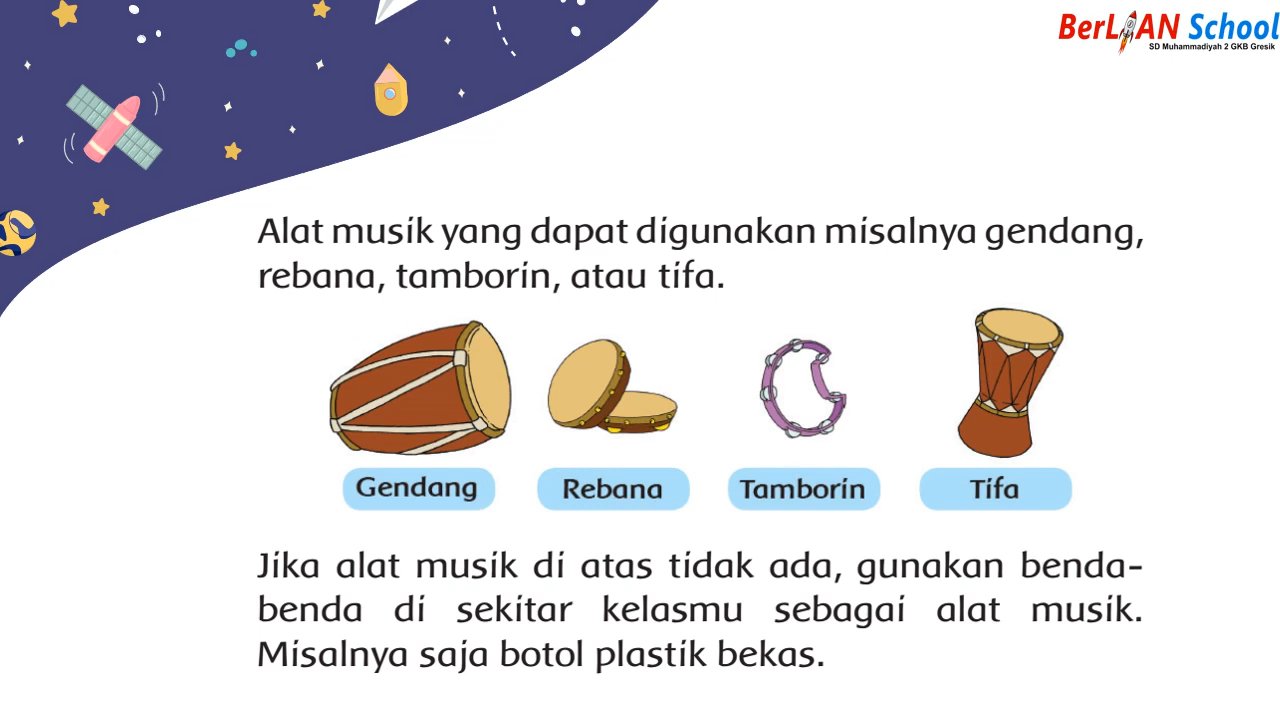 BerLIAN School
SD Muhammadiyah 2 GKB Gresik
Alat musik yang dapat digunakan misalnya gendang,
rebana, tamborin, atau tifa.
Gendang Rebana Tamborin Tifa
Jika alat musik di atas tidak ada, gunakan benda-
benda di sekitar kelasmu sebagai alat musik.
Misalnya saja botol plastik bekas.